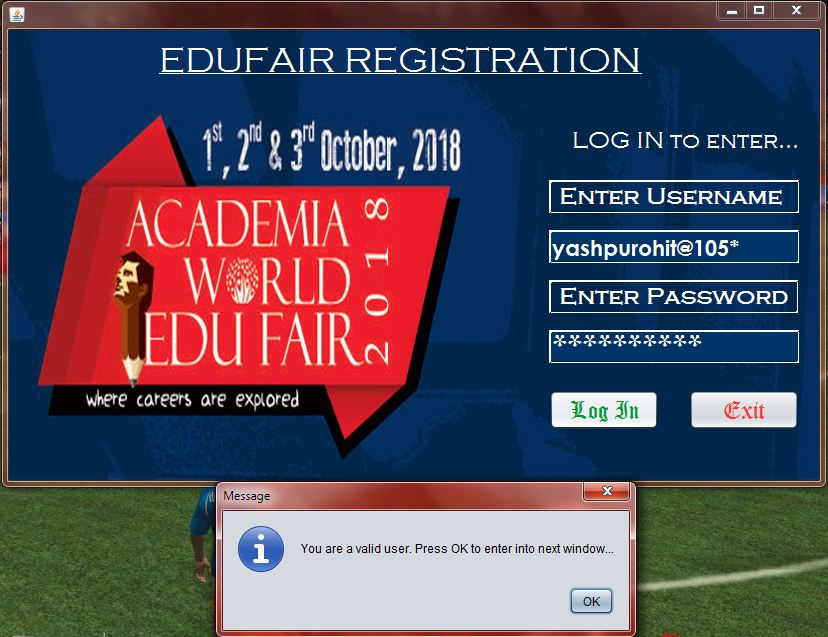 EDUFAIR REGISTRATION
1st, 2nd & 3rd October, 2018
ACADEMIA
WORLD
EDU FAIR
2018
where careers are explored
LOG IN TO ENTER...
ENTER USERNAME
yashpurohit@105*
ENTER PASSWORD
**********
Log In
Exit
Message
You are a valid user. Press OK to enter into next window...
OK